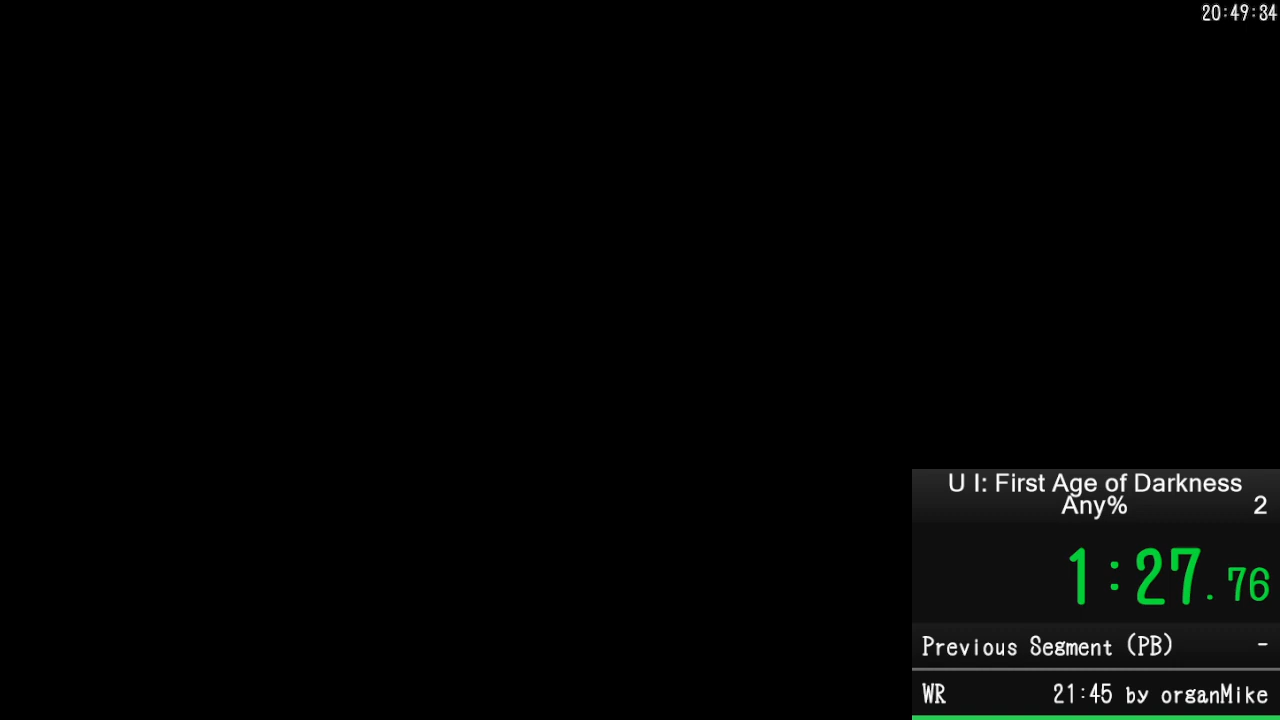 20:49:34
U I: First Age of Darkness
Any% 2
1:27.76
Previous Segment (PB) -
WR 21:45 by organMike